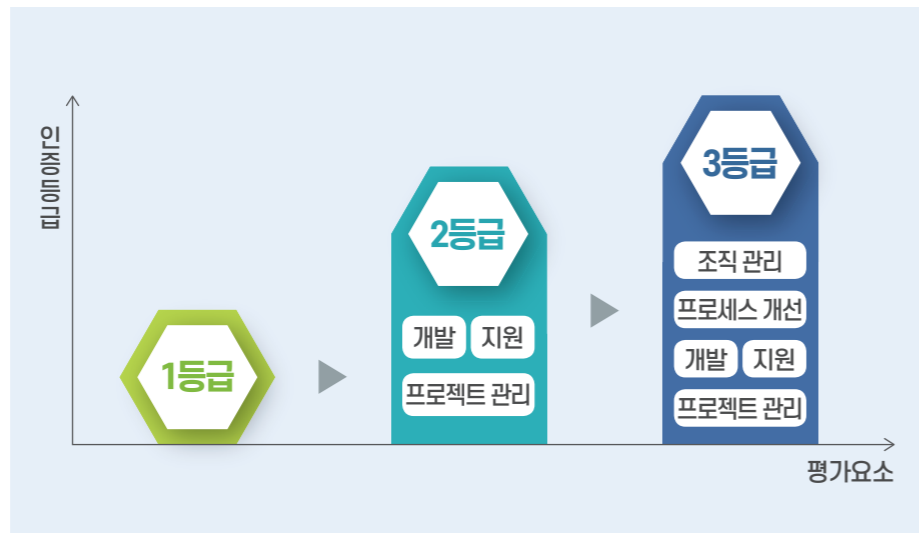 인증등급
1등급
2등급
개발 지원
프로젝트 관리
3등급
조직 관리
프로세스 개선
개발 지원
프로젝트 관리
평가요소